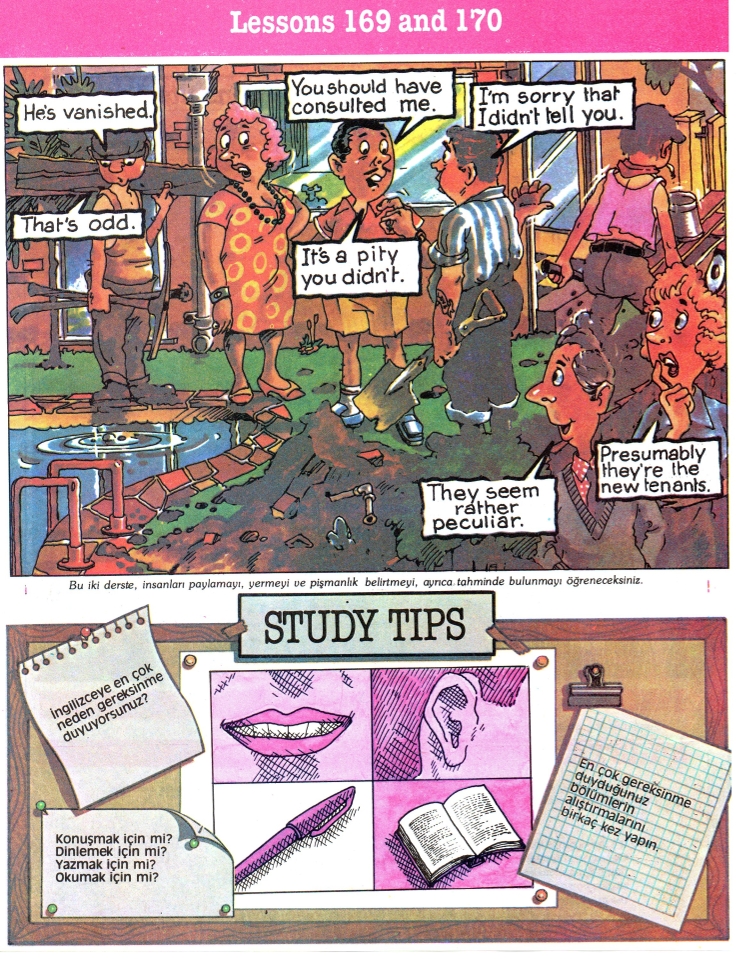 Lessons 169 and 170
He's vanished.
That's odd.
You should have
consulted me.
I'm sorry that
I didn't tell you.
It's a pity
you didn't.
They seem
rather
peculiar.
Presumably
they're the
new tenants.
Bu iki derste, insanları paylamayı, yermeyi ve pişmanlık belirtmeyi, ayrıca tahminde bulunmayı öğreneceksiniz.
STUDY TIPS
İngilizceye en çok
neden gereksinme
duyuyorsunuz?
Konuşmak için mi?
Dinlemek için mi?
Yazmak için mi?
Okumak için mi?
En çok gereksinme
duyduğunuz
bölümlerin
alıştırmalarını
birkaç kez yapın.